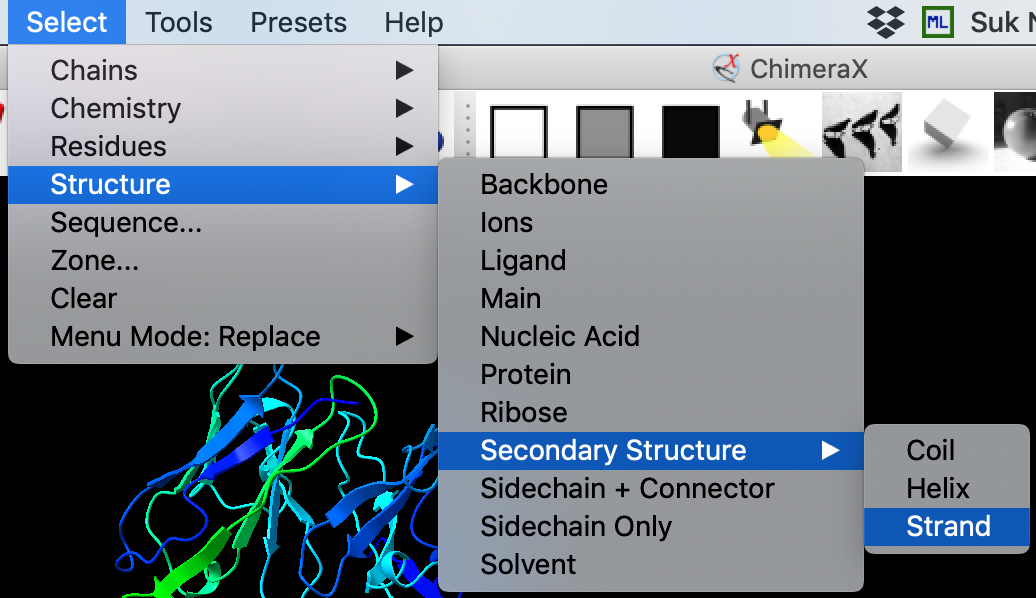 Select Tools Presets Help ML Suk
ChimeraX
Chains
Chemistry
Residues
Structure
Sequence...
Zone...
Clear
Menu Mode: Replace
Backbone
Ions
Ligand
Main
Nucleic Acid
Protein
Ribose
Secondary Structure
Sidechain + Connector
Sidechain Only
Solvent
Coil
Helix
Strand